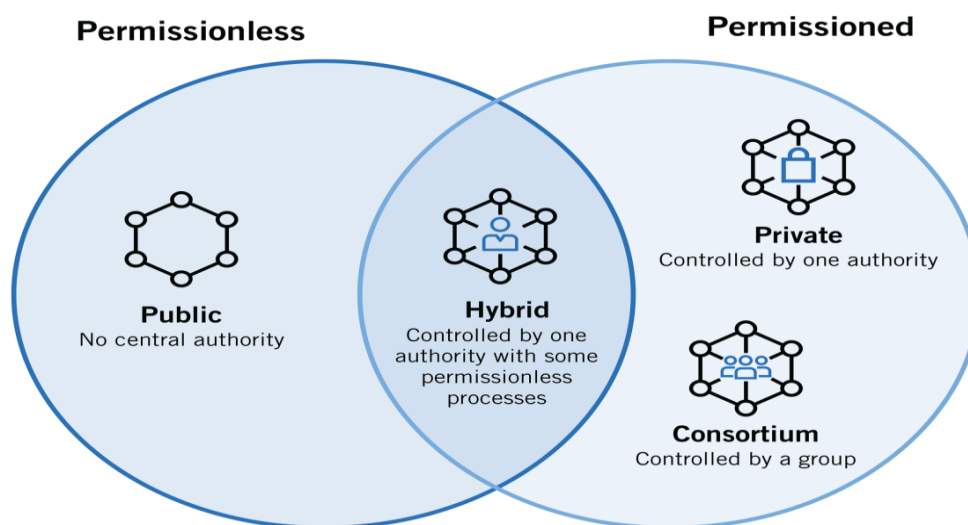 Permissionless
Permissioned
Public
No central authority
Hybrid
Controlled by one
authority with some
permissionless
processes
Private
Controlled by one authority
Consortium
Controlled by a group